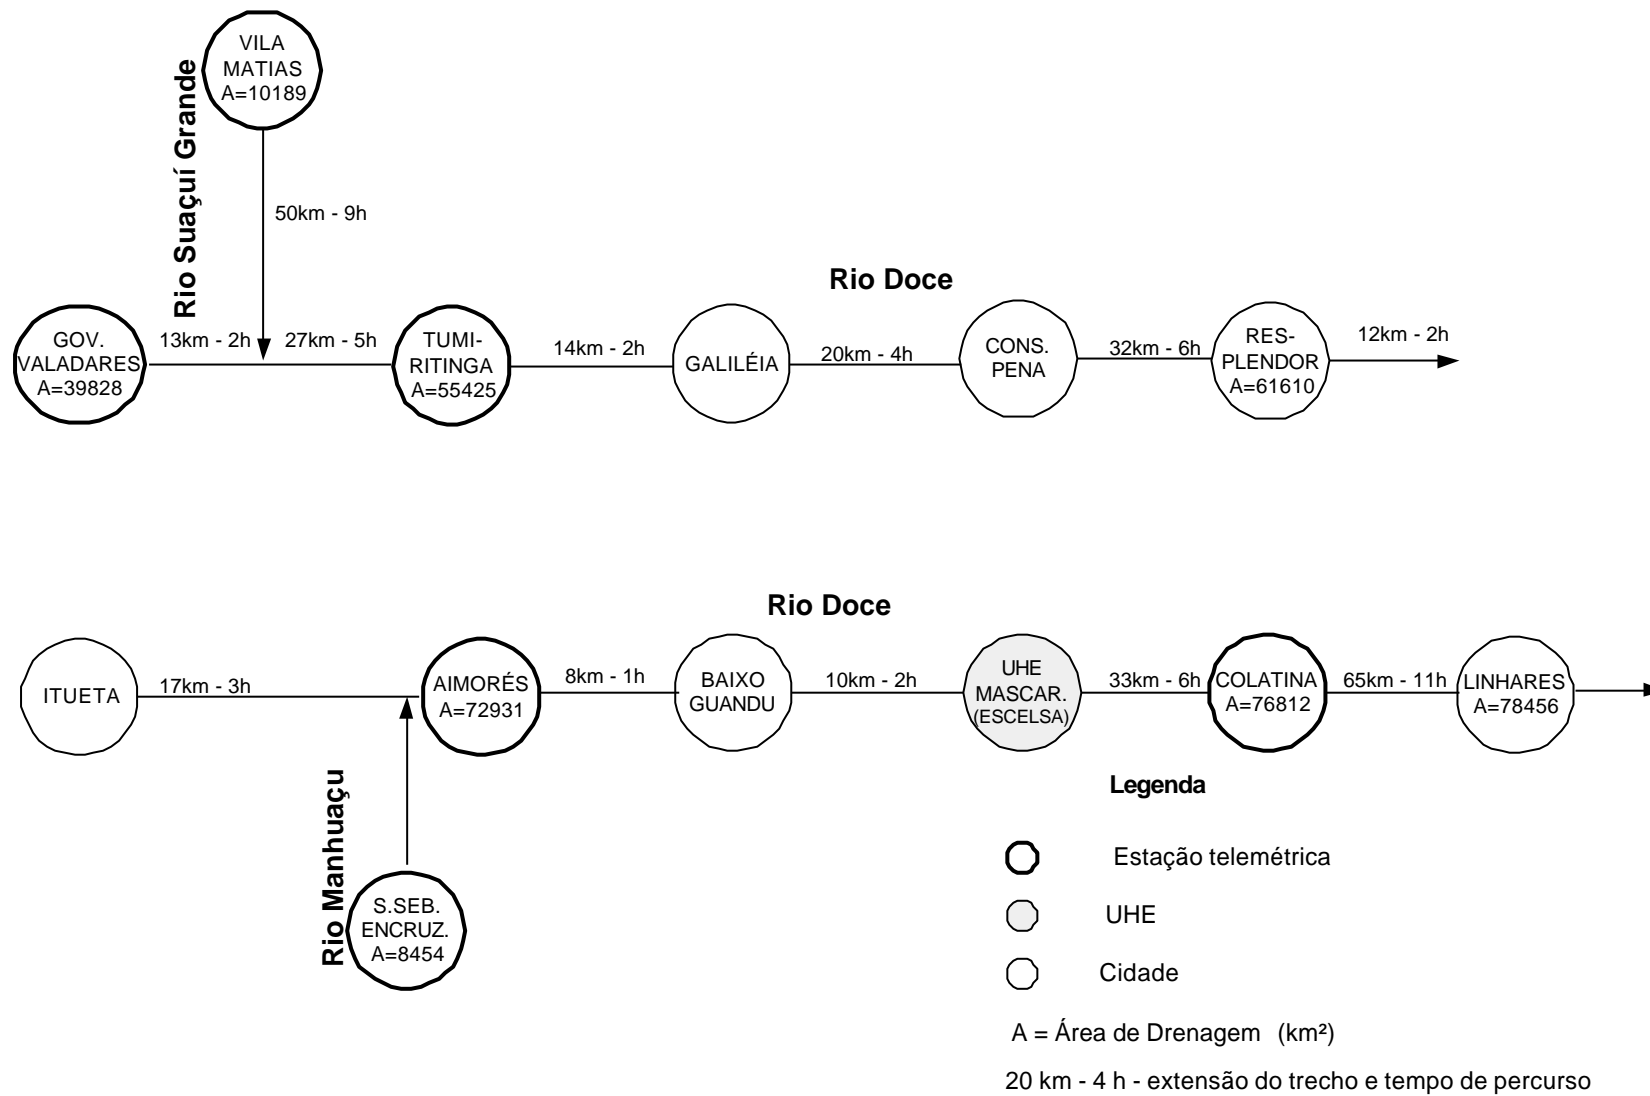 VILA
MATIAS
A=10189
Rio Suaçuí Grande
50km - 9h
Rio Doce
GOV.
VALADARES
A=39828
13km - 2h
27km - 5h
TUMI-
RITINGA
A=55425
14km - 2h
GALILÉIA
20km - 4h
CONS.
PENA
32km - 6h
RES-
PLENDOR
A=61610
12km - 2h
Rio Doce
ITUETA
17km - 3h
AIMORÉS
A=72931
8km - 1h
BAIXO
GUANDU
10km - 2h
UHE
MASCAR.
(ESCELSA)
33km - 6h
COLATINA
A=76812
65km - 11h
LINHARES
A=78456
Rio Manhuaçu
S.SEB.
ENCRUZ.
A=8454
Legenda
Estação telemétrica
UHE
Cidade
A = Área de Drenagem (km²)
20 km - 4 h - extensão do trecho e tempo de percurso